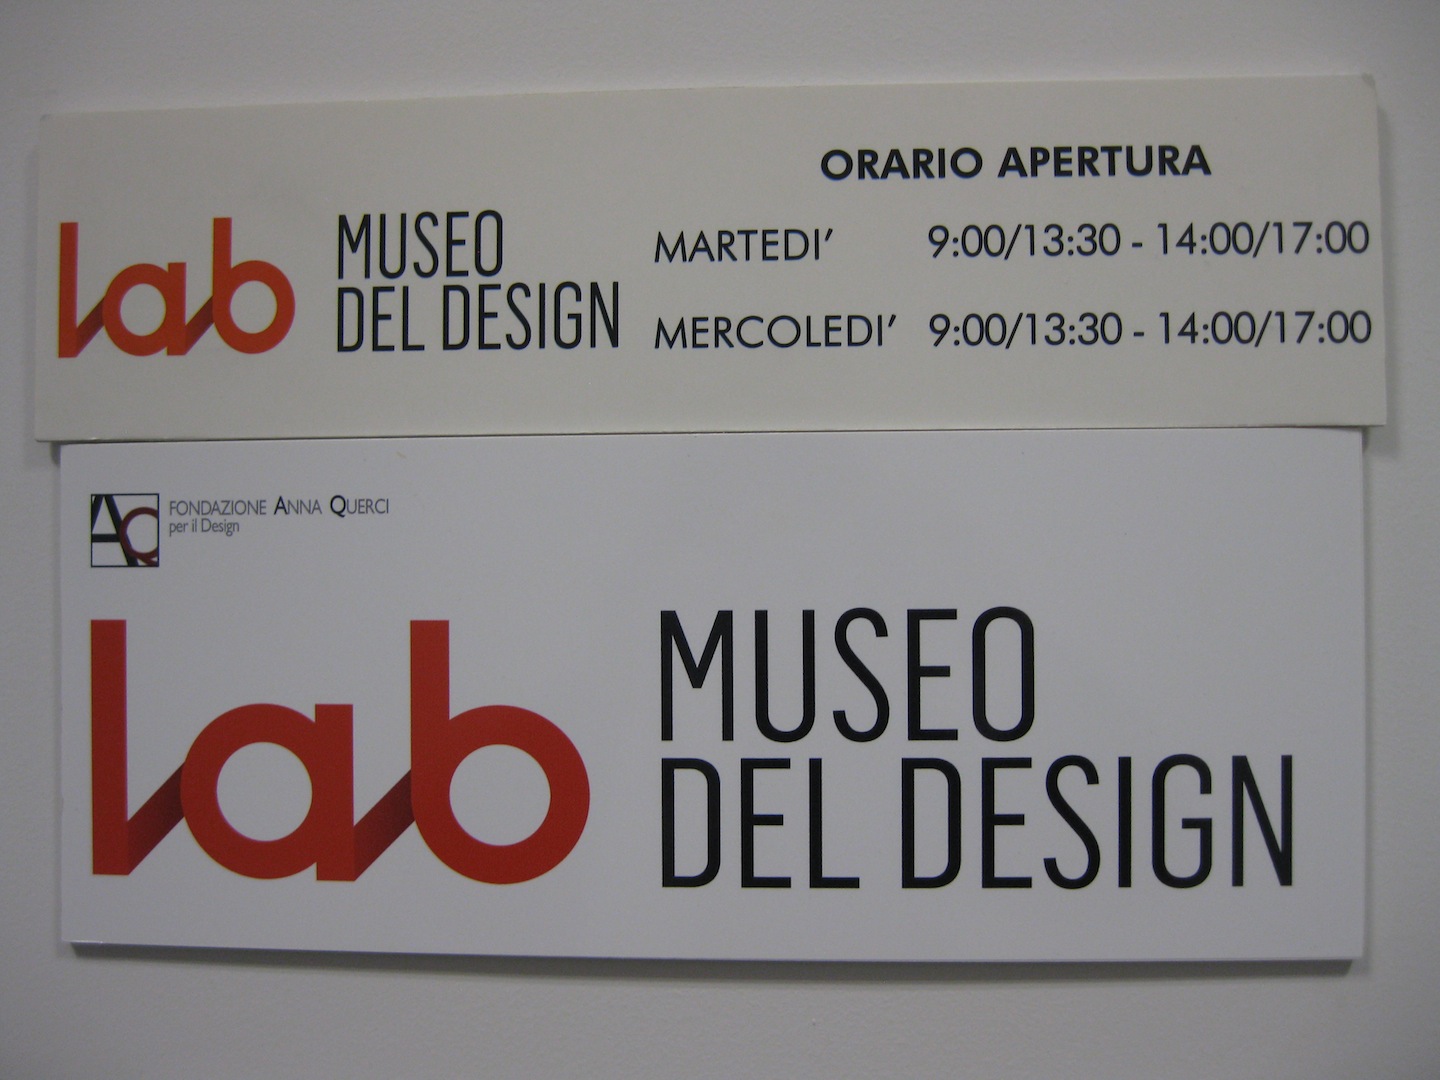 ORARIO APERTURA
lab MUSEO DEL DESIGN
MARTEDI' 9:00/13:30 - 14:00/17:00
MERCOLEDI' 9:00/13:30 - 14:00/17:00
AQ FONDAZIONE ANNA QUERCI
per il Design
lab MUSEO
DEL DESIGN